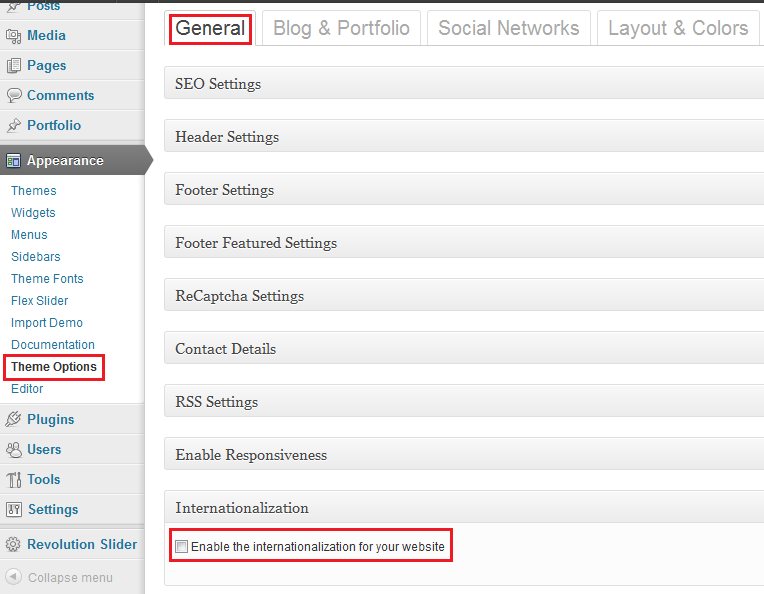 Posts
Media
Pages
Comments
Portfolio
Appearance
Themes
Widgets
Menus
Sidebars
Theme Fonts
Flex Slider
Import Demo
Documentation
Theme Options
Editor
Plugins
Users
Tools
Settings
Revolution Slider
Collapse menu
General Blog & Portfolio Social Networks Layout & Colors
SEO Settings
Header Settings
Footer Settings
Footer Featured Settings
ReCaptcha Settings
Contact Details
RSS Settings
Enable Responsiveness
Internationalization
Enable the internationalization for your website